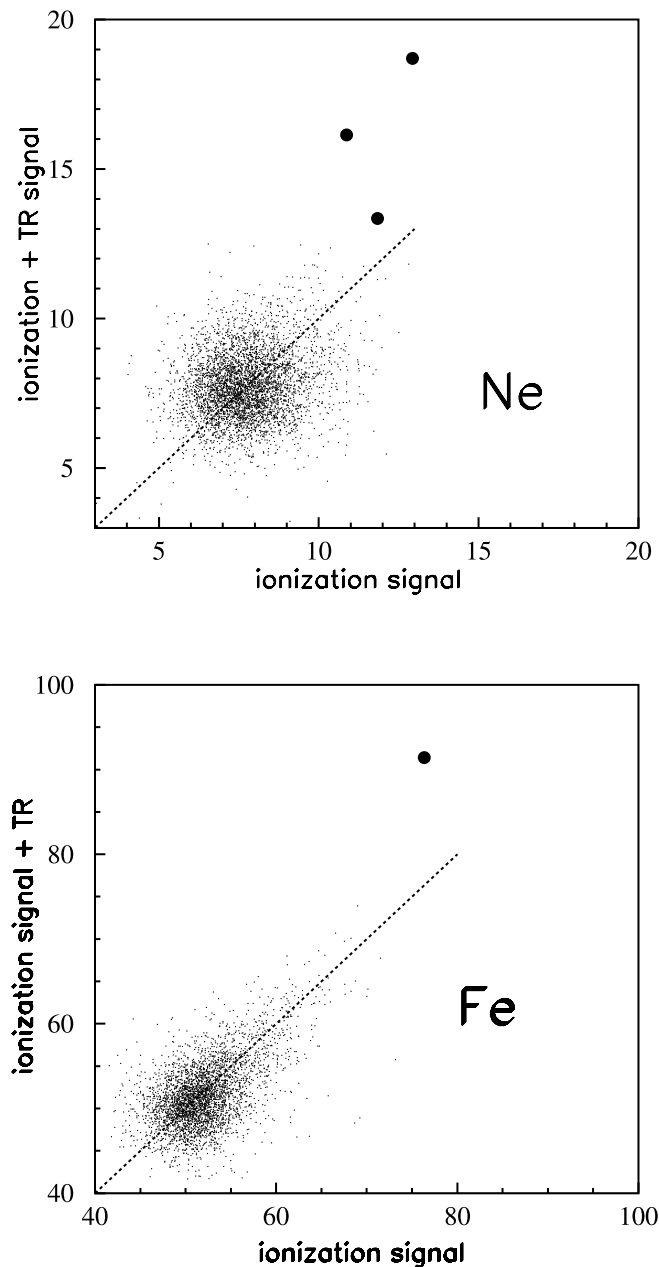 20
15
10
5
ionization + TR signal
Ne
5 10 15 20
ionization signal
100
80
60
40
ionization signal + TR
Fe
40 60 80 100
ionization signal